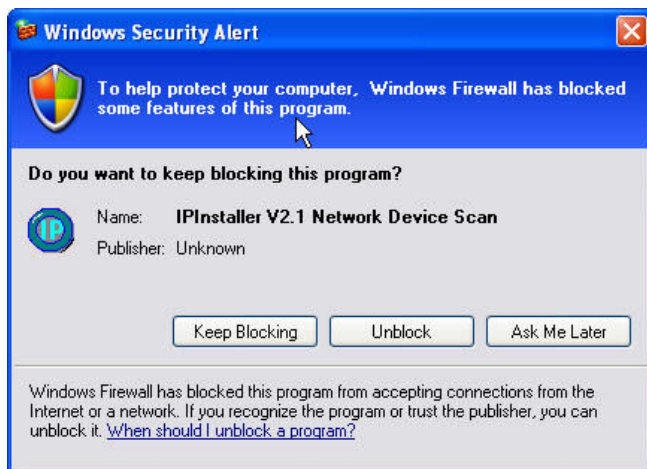 Windows Security Alert
To help protect your computer, Windows Firewall has blocked
some features of this program.
Do you want to keep blocking this program?
IP
Name: IPInstaller V2.1 Network Device Scan
Publisher: Unknown
Keep Blocking Unblock Ask Me Later
Windows Firewall has blocked this program from accepting connections from the
Internet or a network. If you recognize the program or trust the publisher, you can
unblock it. When should I unblock a program?